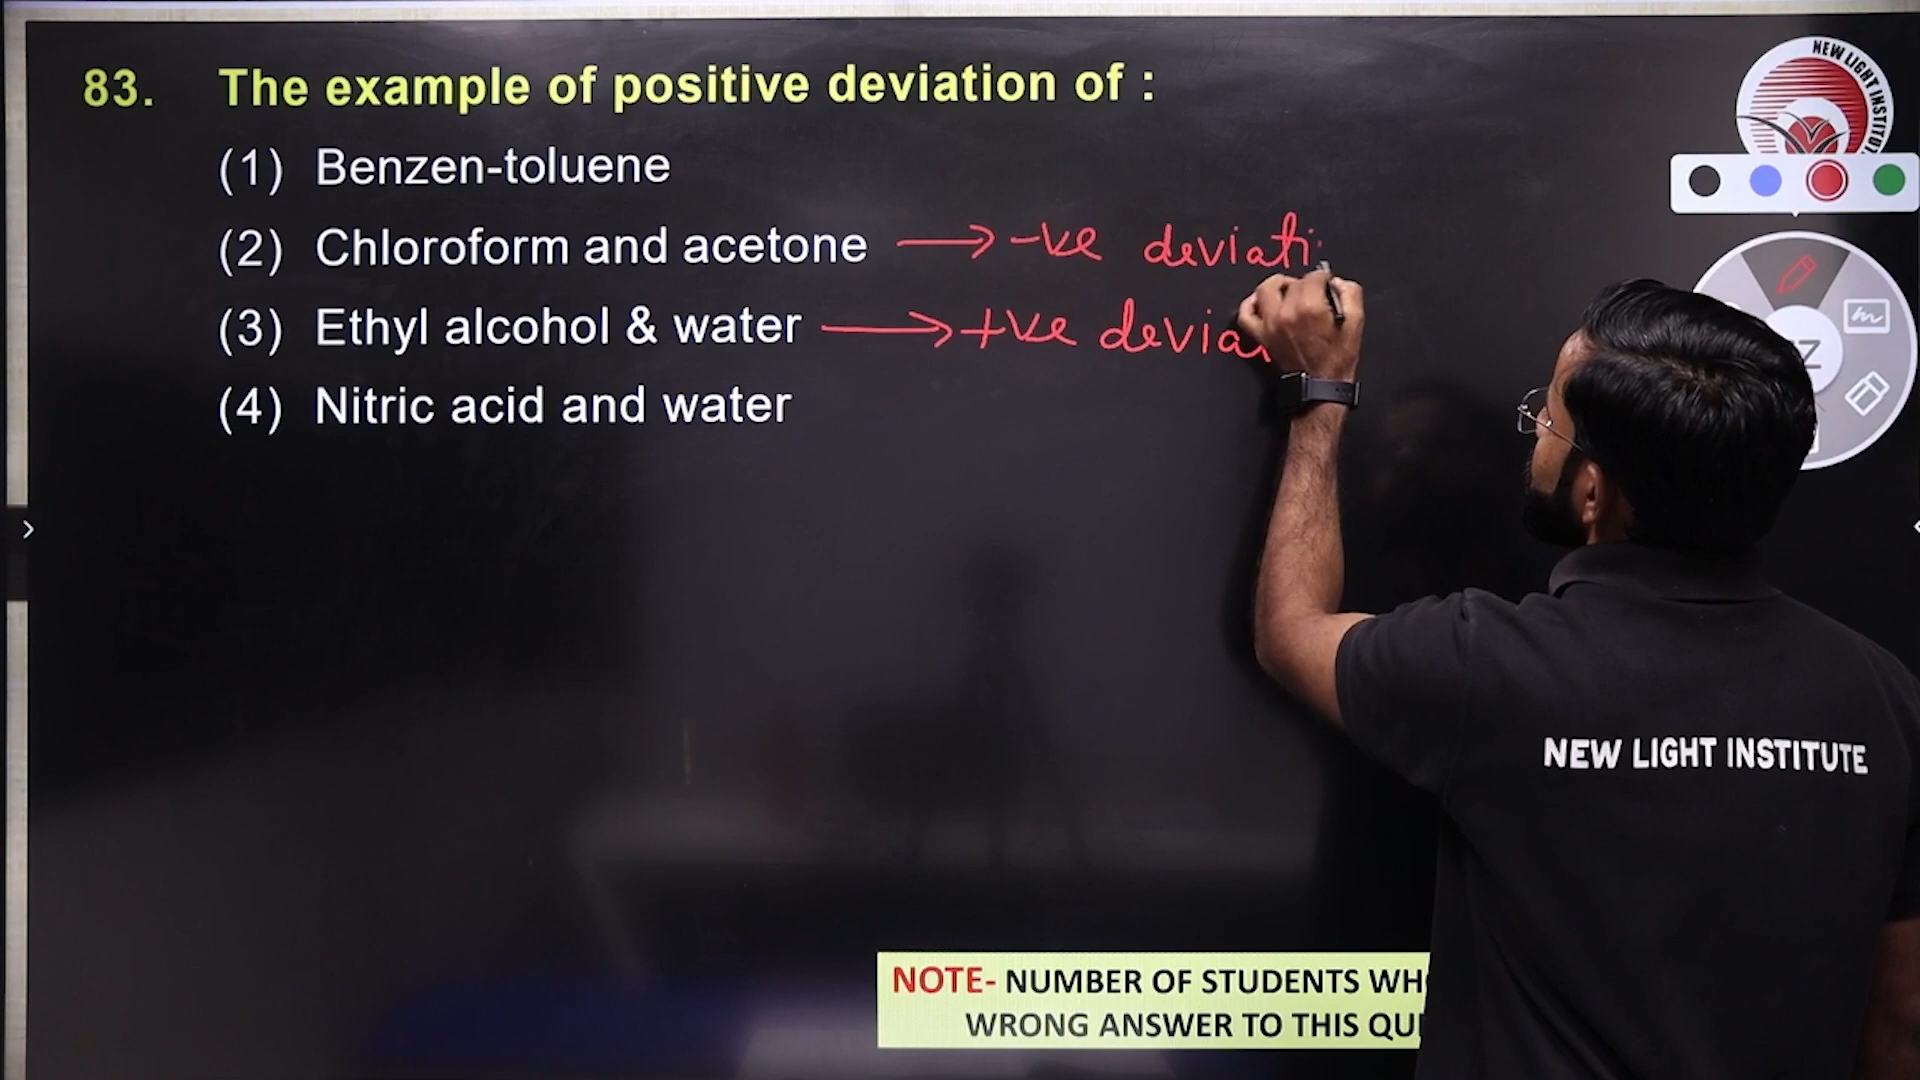 83. The example of positive deviation of :
(1) Benzen-toluene
(2) Chloroform and acetone → -ve deviati
(3) Ethyl alcohol & water → +ve devia
(4) Nitric acid and water
NEW LIGHT INSTITUT
NEW LIGHT INSTITUTE
NOTE- NUMBER OF STUDENTS WH
WRONG ANSWER TO THIS QU